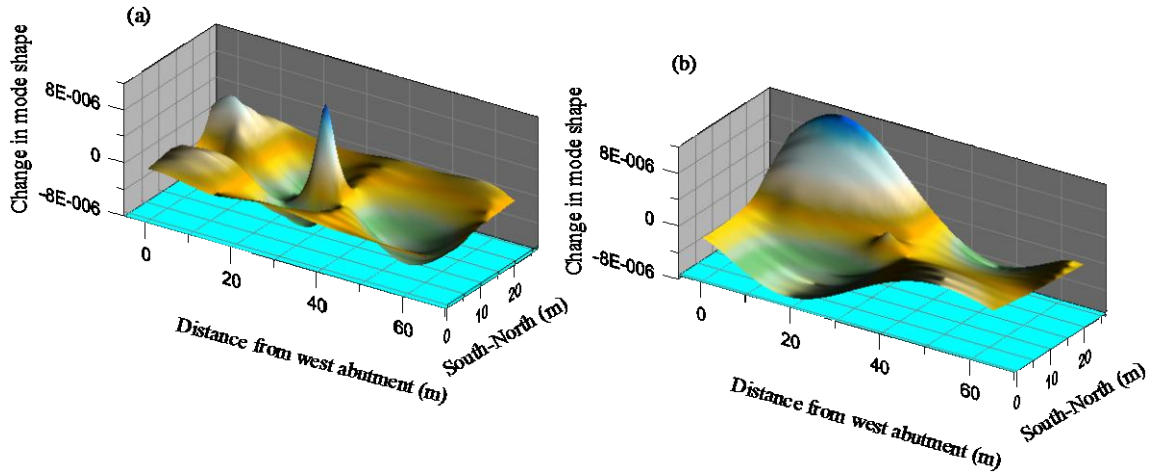 (a)
Change in mode shape
8E-006
0
-8E-006
0
20
40
60
0
10
20
Distance from west abutment (m)
South-North (m)
(b)
Change in mode shape
8E-006
0
-8E-006
0
20
40
60
0
10
20
Distance from west abutment (m)
South-North (m)